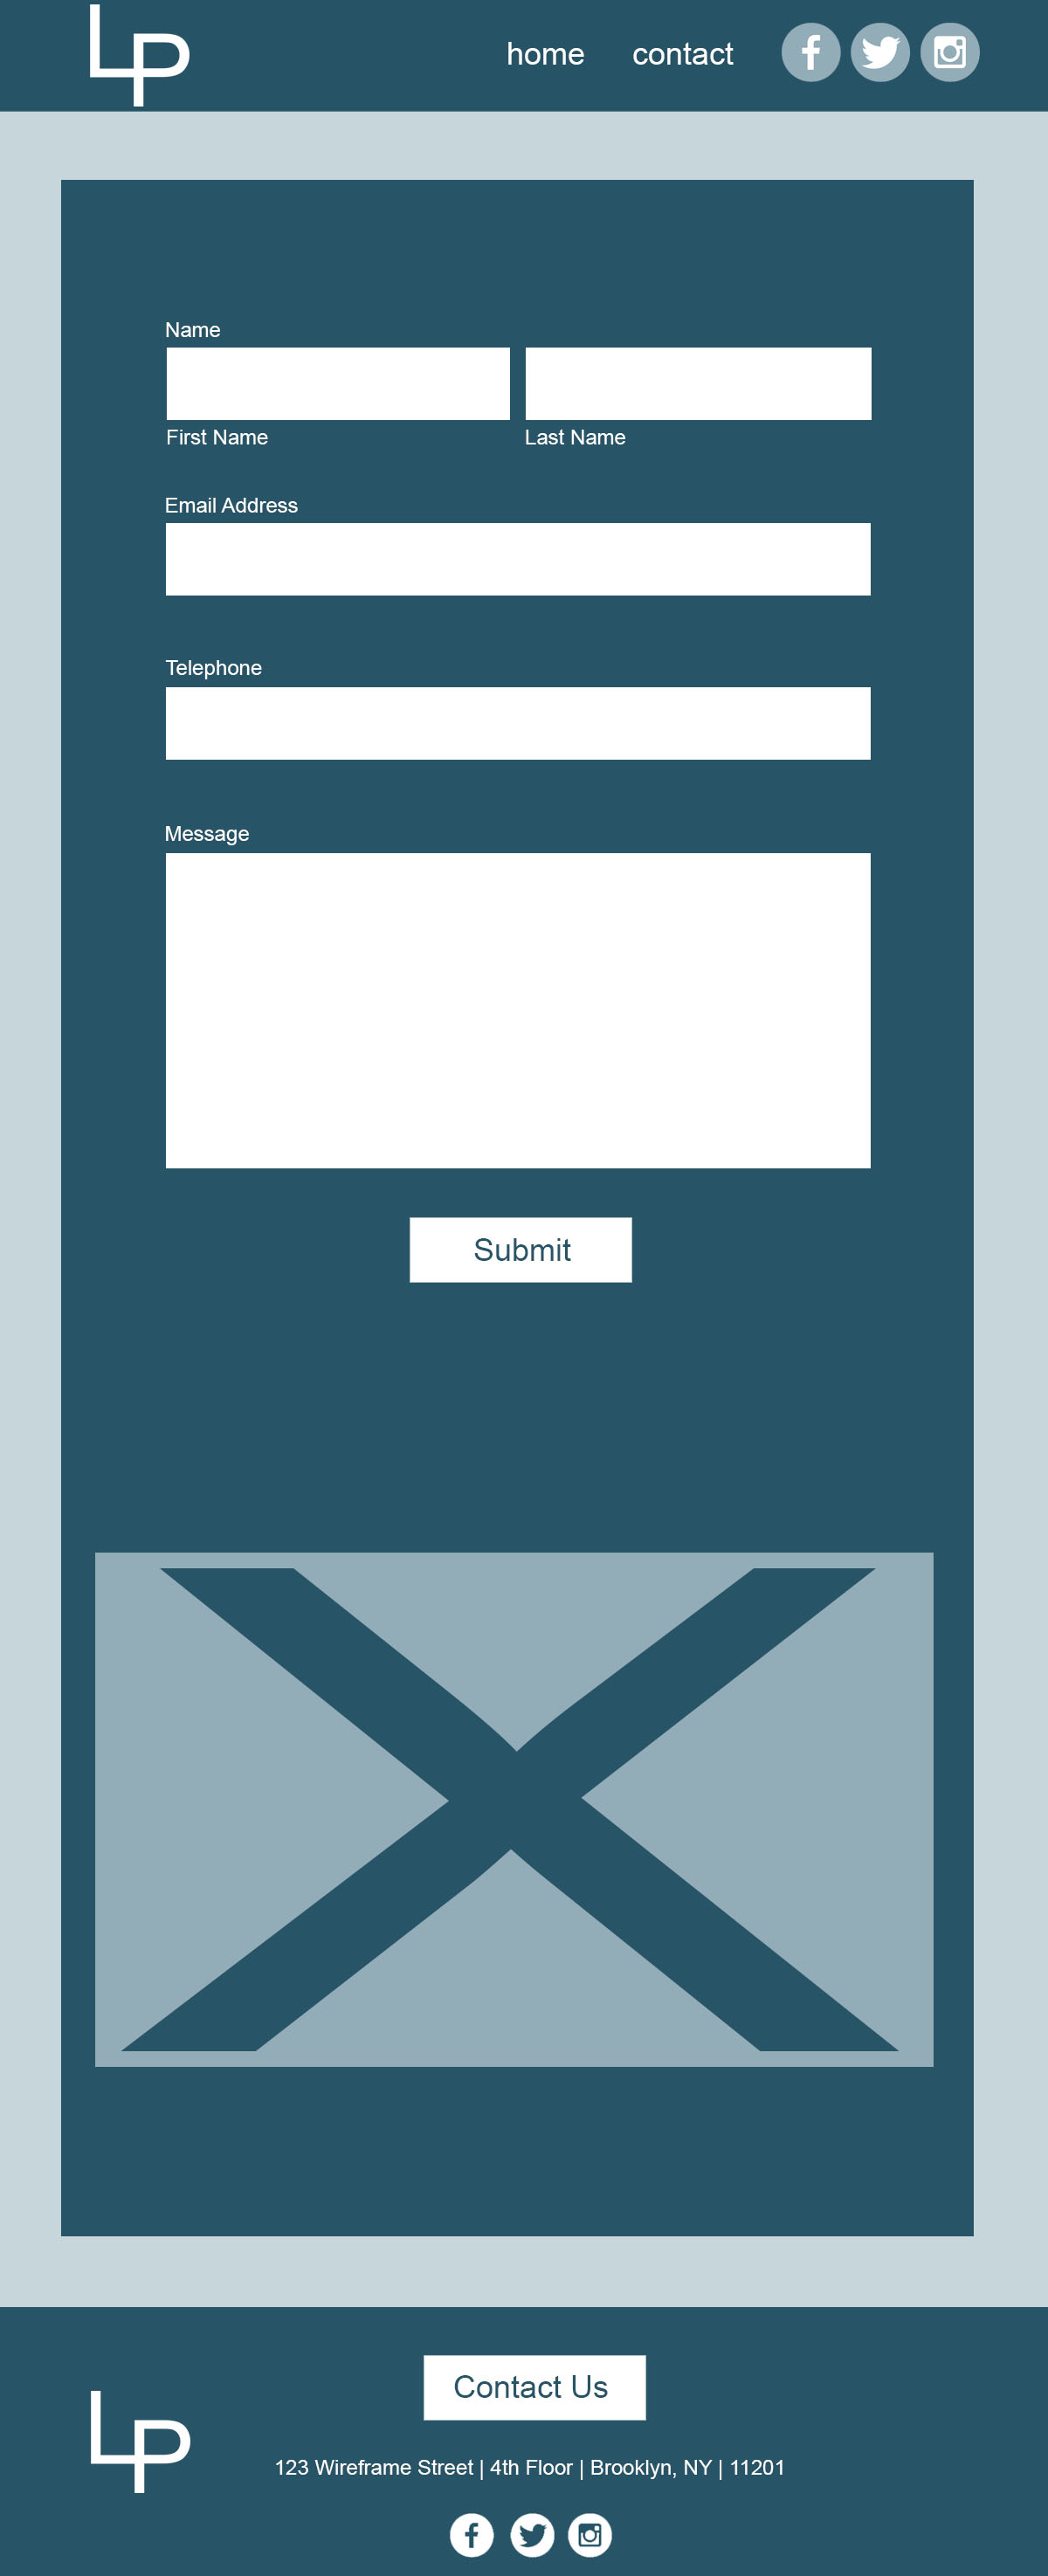 LP
home contact
Name
First Name Last Name
Email Address
Telephone
Message
Submit
Contact Us
LP
123 Wireframe Street | 4th Floor | Brooklyn, NY | 11201